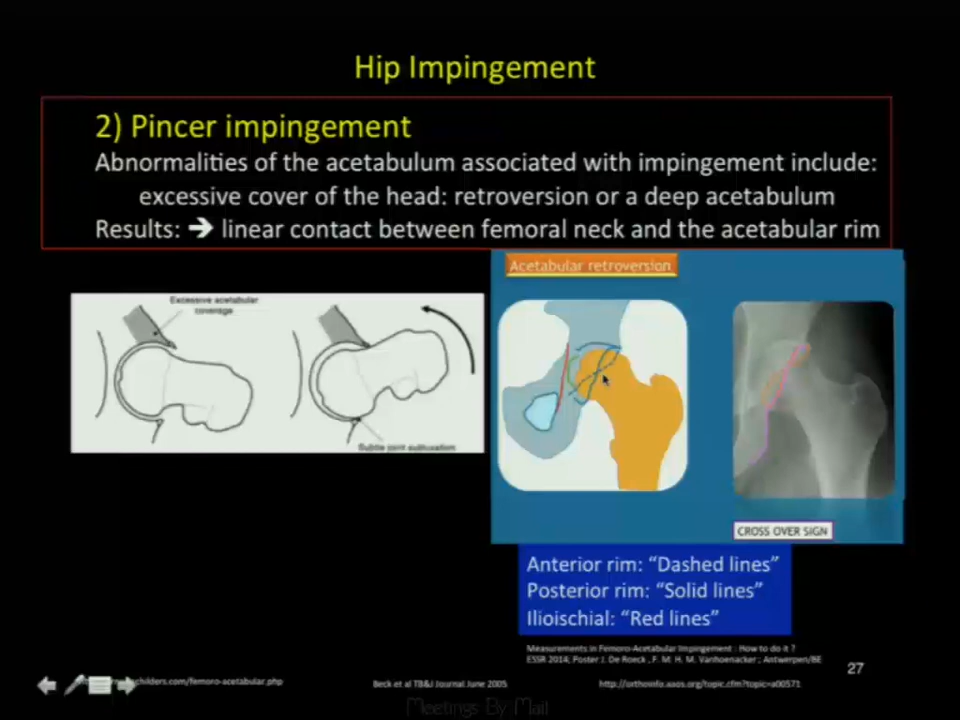 Hip Impingement
2) Pincer impingement
Abnormalities of the acetabulum associated with impingement include:
excessive cover of the head: retroversion or a deep acetabulum
Results: ➔ linear contact between femoral neck and the acetabular rim
Acetabular retroversion
Excessive acetabular
coverage
Subtle joint subluxation
CROSS OVER SIGN
Anterior rim: “Dashed lines”
Posterior rim: “Solid lines”
Ilioischial: “Red lines”
Measurements in Femoro-Acetabular Impingement : How to do it ?
ESSR 2014; Poster J. De Roeck , F. M. H. M. Vanhoenacker ; Antwerpen/BE
27
childers.com/femoro-acetabular.php
Beck et al TB&J Journal June 2005
http://orthoinfo.aaos.org/topic.cfm?topic=a00571
Meetings By Mail